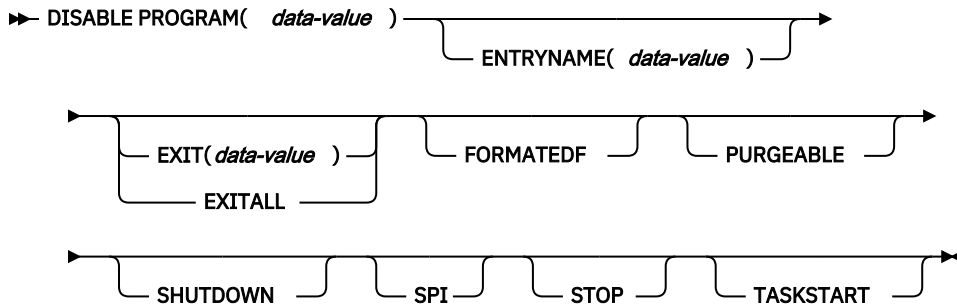 DISABLE PROGRAM( data-value )
ENTRYNAME( data-value )
EXIT( data-value )
EXITALL
FORMATEDF
PURGEABLE
SHUTDOWN
SPI
STOP
TASKSTART